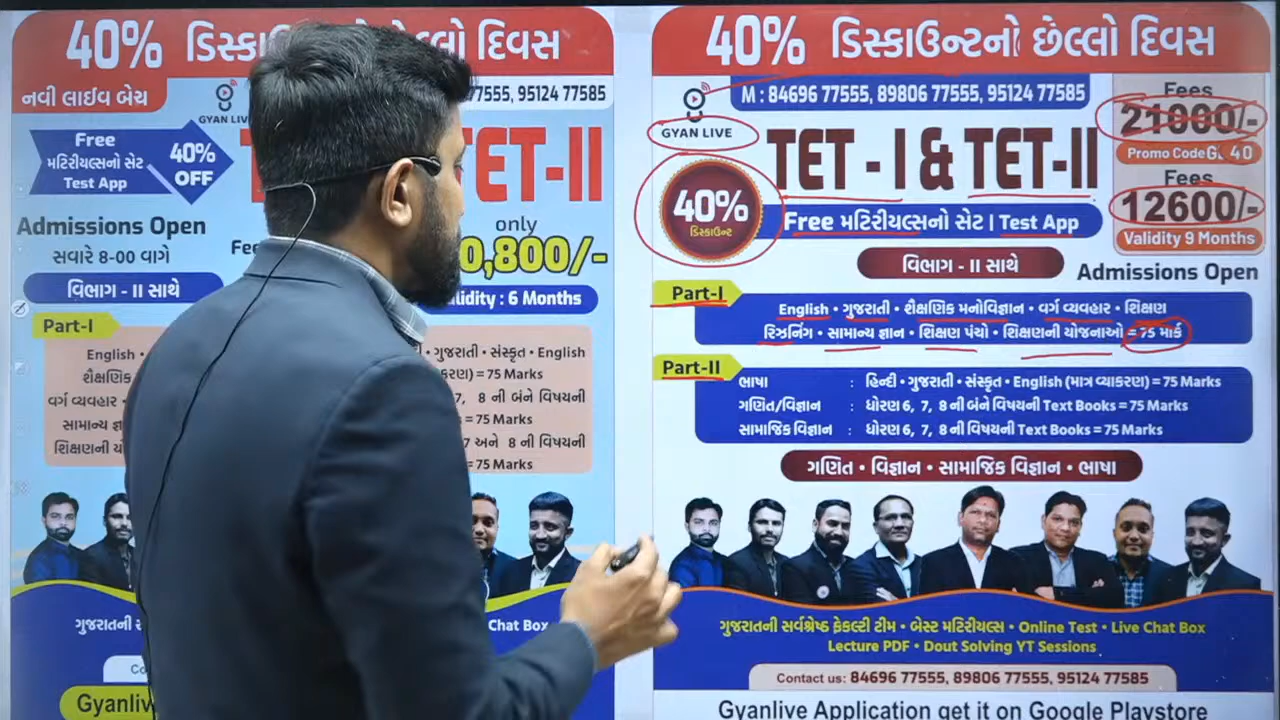 40% ડિસ્કાઉન્ટનો છેલ્લો દિવસ
M : 84696 77555, 89806 77555, 95124 77585
GYAN LIVE
TET - I & TET-II
Fees
21000/-
Promo Code GL 40
Fees
12600/-
Validity 9 Months
40%
ડિસ્કાઉન્ટ
Free મટિરીયલ્સનો સેટ | Test App
વિભાગ - II સાથે
Admissions Open
Part-I
English • ગુજરાતી • શૈક્ષણિક મનોવિજ્ઞાન • વર્ગ વ્યવહાર • શિક્ષણ
રિઝનિંગ • સામાન્ય જ્ઞાન • શિક્ષણ પંચો • શિક્ષણની યોજનાઓ = 75 માર્ક
Part-II
ભાષા : હિન્દી • ગુજરાતી • સંસ્કૃત • English (માત્ર વ્યાકરણ) = 75 Marks
ગણિત/વિજ્ઞાન : ધોરણ 6, 7, 8 ની બંને વિષયની Text Books = 75 Marks
સામાજિક વિજ્ઞાન : ધોરણ 6, 7, 8 ની વિષયની Text Books = 75 Marks
ગણિત • વિજ્ઞાન • સામાજિક વિજ્ઞાન • ભાષા
ગુજરાતની સર્વશ્રેષ્ઠ ફેકલ્ટી ટીમ • બેસ્ટ મટિરીયલ્સ • Online Test • Live Chat Box
Lecture PDF • Dout Solving YT Sessions
Contact us: 84696 77555, 89806 77555, 95124 77585
Gyanlive Application get it on Google Playstore
40% દિવસ
નવી લાઈવ બેચ
GYAN
77555, 95124 77585
Free
મટિરીયલ્સનો સેટ
Test App
40%
OFF
TET-II
Admissions Open
સવારે 8-00 વાગે
only
0,800/-
વિભાગ - II સાથે
: 6 Months
Part-I
English •
શૈક્ષણિક
વર્ગ વ્યવહાર •
સામાન્ય
• ગુજરાતી • સંસ્કૃત • English
= 75 Marks
7, 8 ની બંને વિષયની
= 75 Marks
7 અને 8 ની વિષયની
= 75 Marks
ગુજરાતની
Chat Box